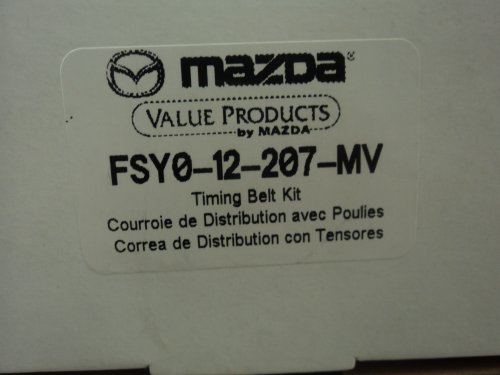 mazda®
VALUE PRODUCTS
by MAZDA
FSY0-12-207-MV
Timing Belt Kit
Courroie de Distribution avec Poulies
Correa de Distribution con Tensores